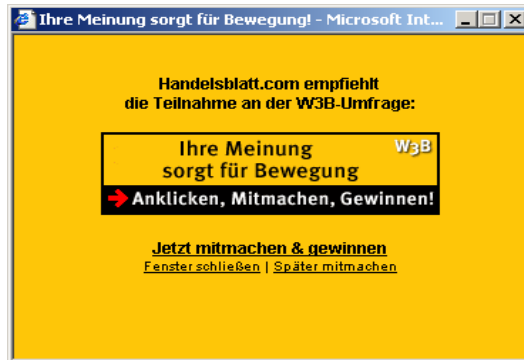 Ihre Meinung sorgt für Bewegung! - Microsoft Int...
Handelsblatt.com empfiehlt
die Teilnahme an der W3B-Umfrage:
Ihre Meinung W3B
sorgt für Bewegung
Anklicken, Mitmachen, Gewinnen!
Jetzt mitmachen & gewinnen
Fenster schließen | Später mitmachen